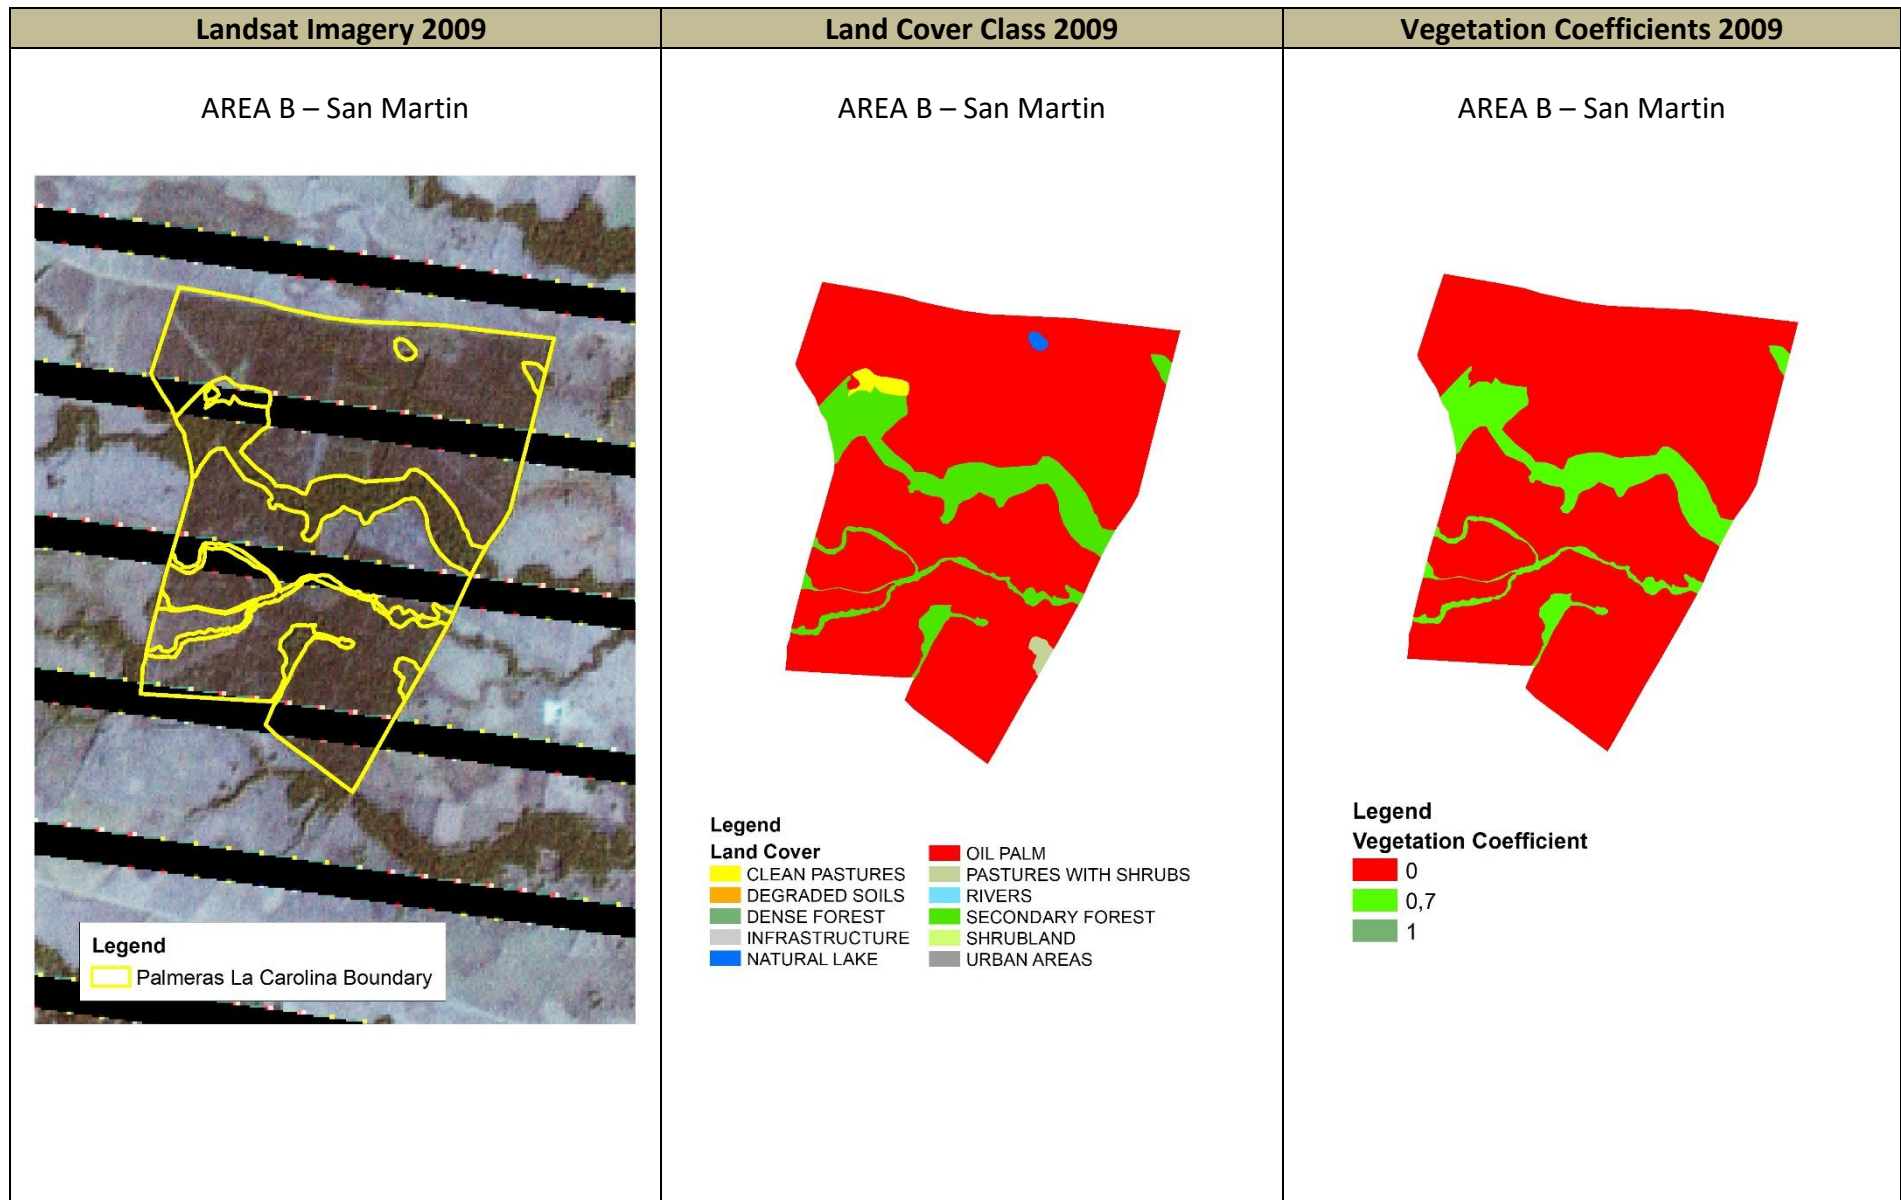 Landsat Imagery 2009
Land Cover Class 2009
Vegetation Coefficients 2009
AREA B – San Martin
AREA B – San Martin
AREA B – San Martin
Legend
Palmeras La Carolina Boundary
Legend
Land Cover
CLEAN PASTURES
DEGRADED SOILS
DENSE FOREST
INFRASTRUCTURE
NATURAL LAKE
OIL PALM
PASTURES WITH SHRUBS
RIVERS
SECONDARY FOREST
SHRUBLAND
URBAN AREAS
Legend
Vegetation Coefficient
0
0,7
1